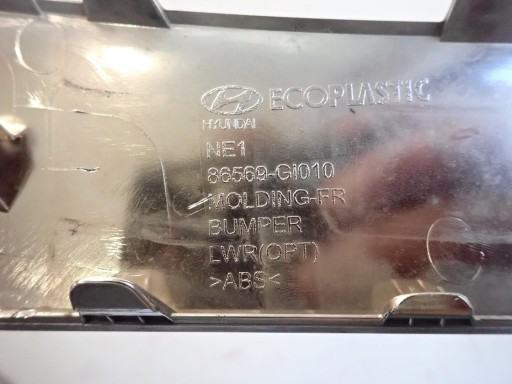 ECOPLASTIC
HYUNDAI
NE1
86569-GI010
MOLDING-FR
BUMPER
LWR(OPT)
>ABS<